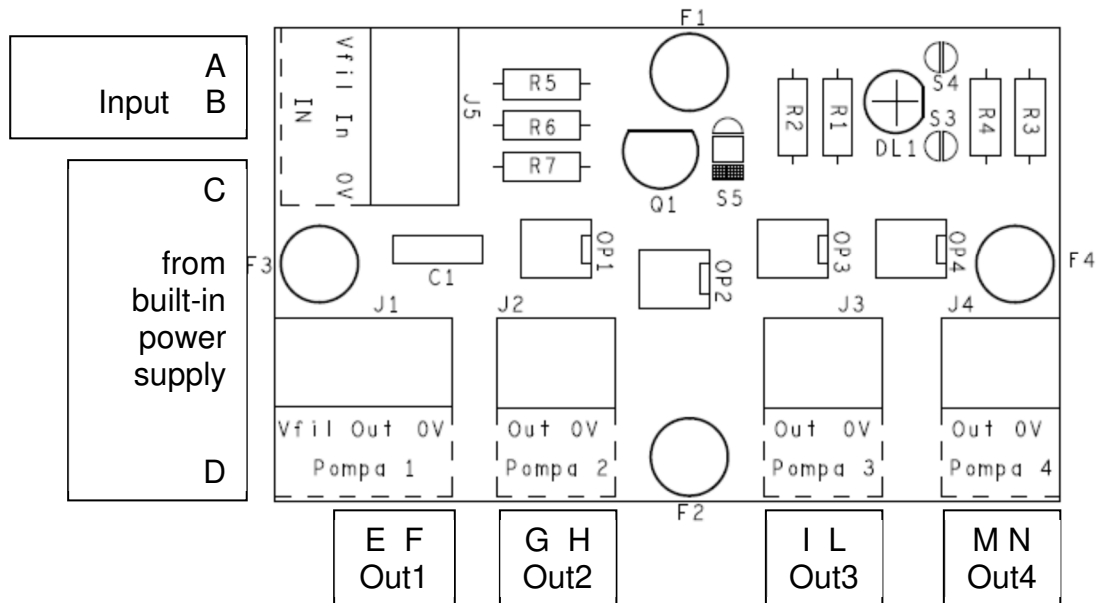 F1
A
Input B
C
from
built-in
power
supply
D
IN
Vfil In 0V
J5
R5
R6
R7
Q1
S5
R2
R1
DL1
S4
S3
R4
R3
F3
C1
OP1
OP2
OP3
OP4
F4
J1
J2
J3
J4
Vfil Out 0V
Pompa 1
Out 0V
Pompa 2
Out 0V
Pompa 3
Out 0V
Pompa 4
F2
E F
Out1
G H
Out2
I L
Out3
M N
Out4